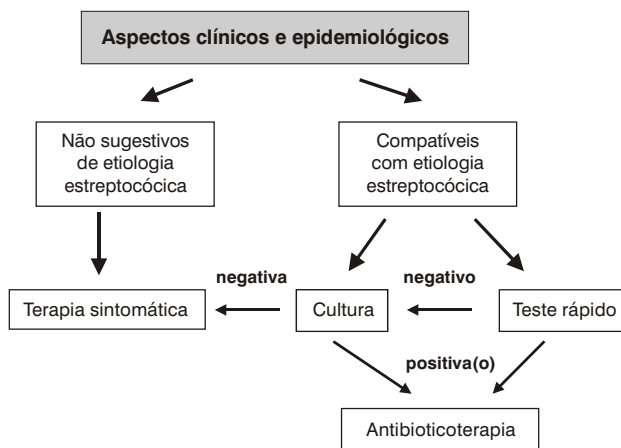 Aspectos clínicos e epidemiológicos
Não sugestivos
de etiologia
estreptocócica
Compatíveis
com etiologia
estreptocócica
negativa
negativo
Terapia sintomática
Cultura
Teste rápido
positiva(o)
Antibioticoterapia